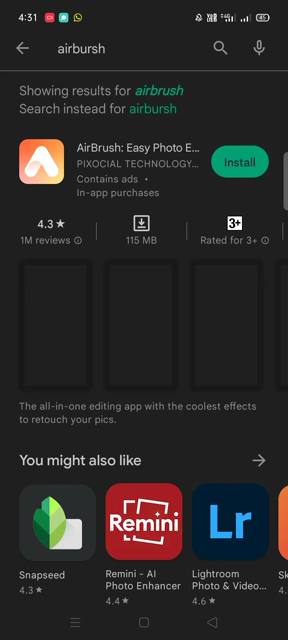 4:31
45
airbursh
Showing results for airbrush
Search instead for airbursh
AirBrush: Easy Photo E...
PIXOCIAL TECHNOLOGY...
Install
Contains ads •
In-app purchases
4.3★
3+
1M reviews
115 MB
Rated for 3+
The all-in-one editing app with the coolest effects
to retouch your pics.
You might also like
Remini
Lr
Snapseed
Remini - AI
Photo Enhancer
Lightroom
Photo & Video...
Sk
4.3★
4.4★
4.6★
4.